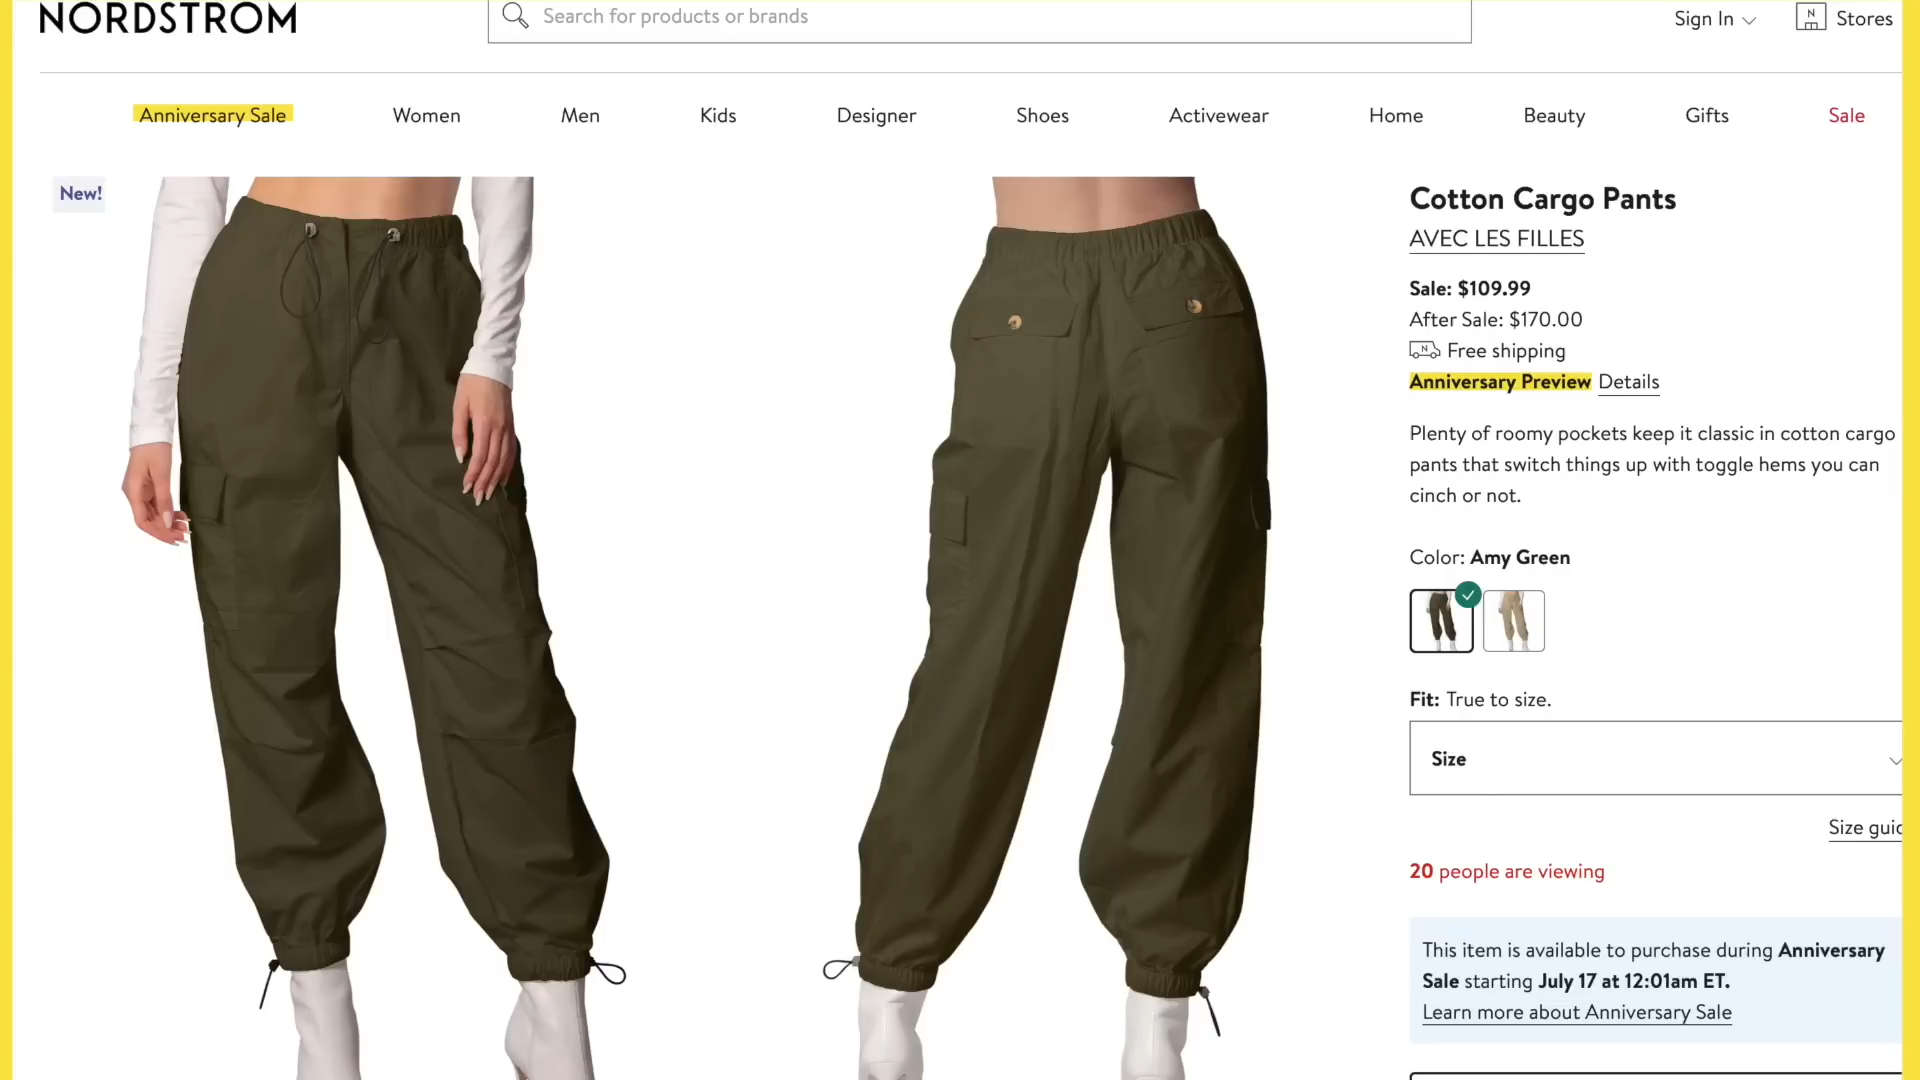 NORDSTROM
Search for products or brands
Sign In
N
Stores
Anniversary Sale
Women
Men
Kids
Designer
Shoes
Activewear
Home
Beauty
Gifts
Sale
New!
Cotton Cargo Pants
AVEC LES FILLES
Sale: $109.99
After Sale: $170.00
N Free shipping
Anniversary Preview Details
Plenty of roomy pockets keep it classic in cotton cargo
pants that switch things up with toggle hems you can
cinch or not.
Color: Amy Green
Fit: True to size.
Size
Size guid
20 people are viewing
This item is available to purchase during Anniversary
Sale starting July 17 at 12:01am ET.
Learn more about Anniversary Sale